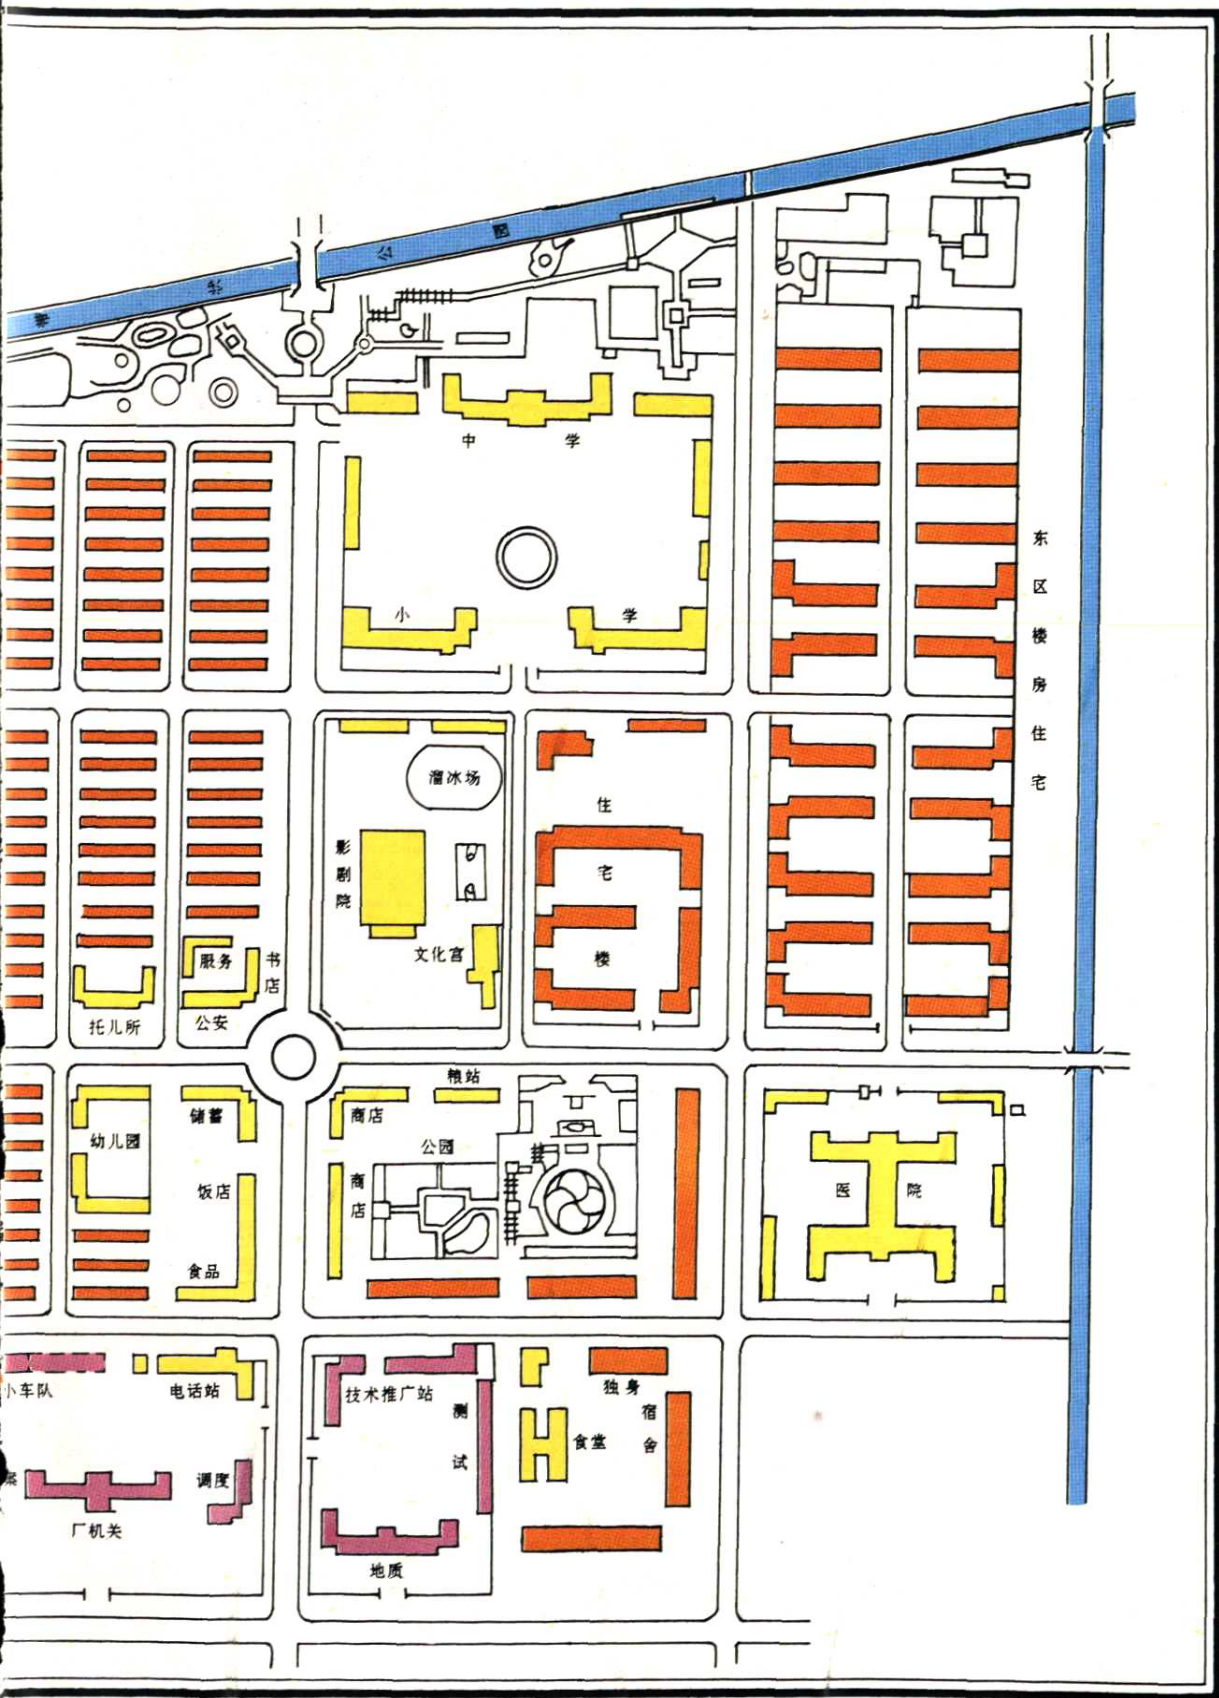 公园
中学
小学
东区楼房住宅
溜冰场
影剧院
文化宫
住宅楼
服务
书店
托儿所
公安
粮站
储蓄
商店
幼儿园
公园
饭店
商店
医院
食品
小车队
电话站
技术推广站
独身宿舍
测试
食堂
调度
厂机关
地质